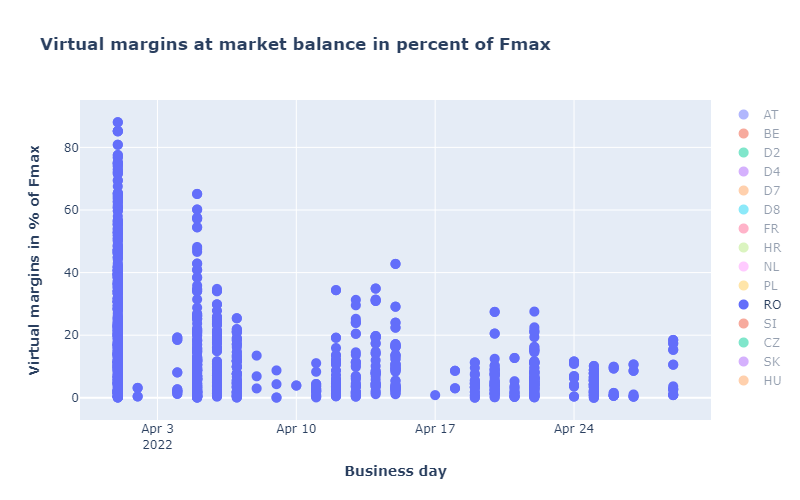 Virtual margins at market balance in percent of Fmax
Virtual margins in % of Fmax
80
60
40
20
0
Apr 3
2022
Apr 10
Apr 17
Apr 24
Business day
AT
BE
D2
D4
D7
D8
FR
HR
NL
PL
RO
SI
CZ
SK
HU